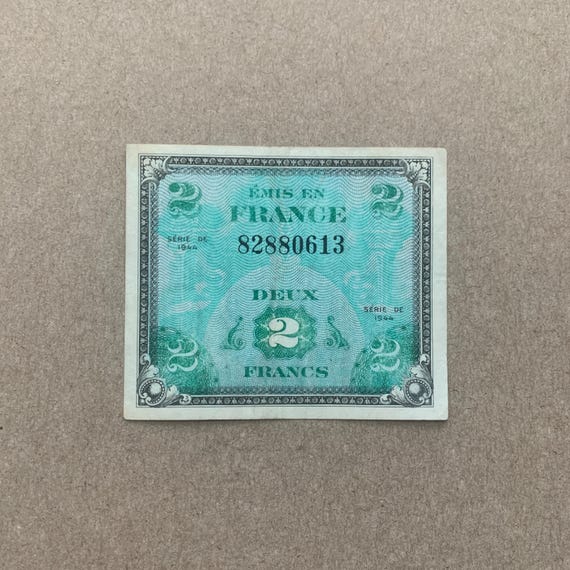 2 ÉMIS EN 2
FRANCE
SÉRIE DE
1944
82880613
DEUX
SÉRIE DE
1944
2
2 2
FRANCS